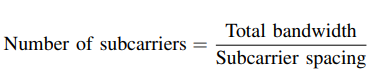 Number of subcarriers = Total bandwidth
Subcarrier spacing